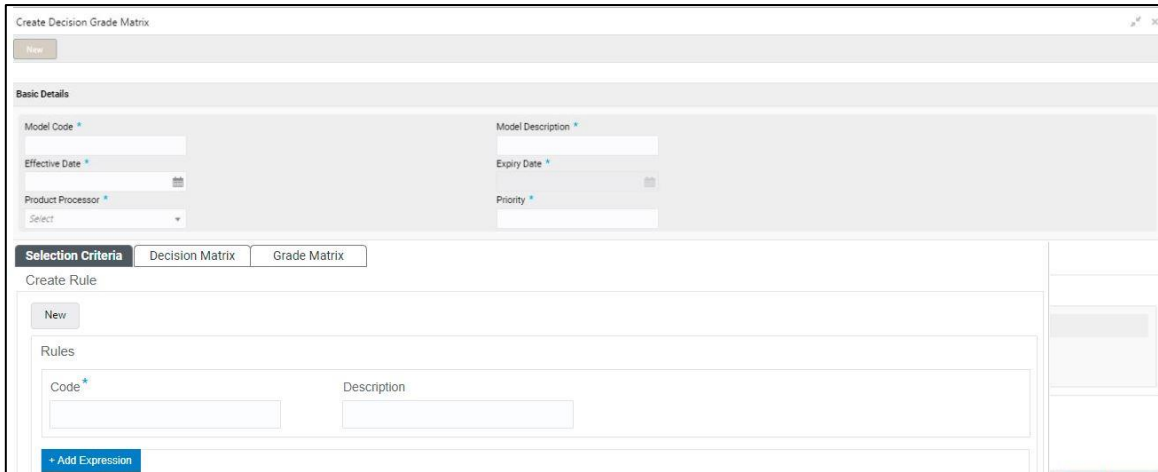 Create Decision Grade Matrix
New
Basic Details
Model Code *
Model Description *
Effective Date *
Expiry Date *
Product Processor *
Priority *
Select
Selection Criteria Decision Matrix Grade Matrix
Create Rule
New
Rules
Code* Description
+ Add Expression